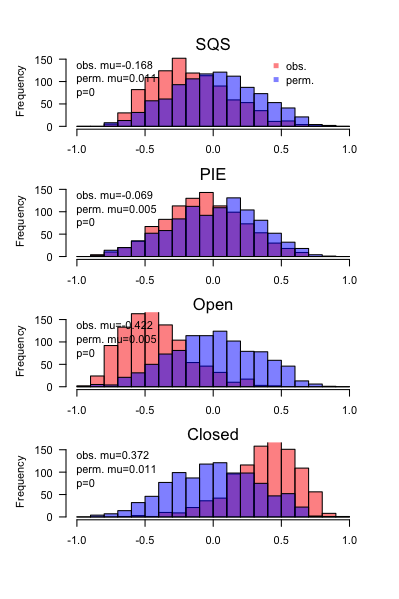 SQS
Frequency
150
100
50
0
obs. mu=-0.168
perm. mu=0.011
p=0
obs.
perm.
-1.0 -0.5 0.0 0.5 1.0
PIE
Frequency
150
100
50
0
obs. mu=-0.069
perm. mu=0.005
p=0
-1.0 -0.5 0.0 0.5 1.0
Open
Frequency
150
100
50
0
obs. mu=-0.422
perm. mu=0.005
p=0
-1.0 -0.5 0.0 0.5 1.0
Closed
Frequency
150
100
50
0
obs. mu=0.372
perm. mu=0.011
p=0
-1.0 -0.5 0.0 0.5 1.0